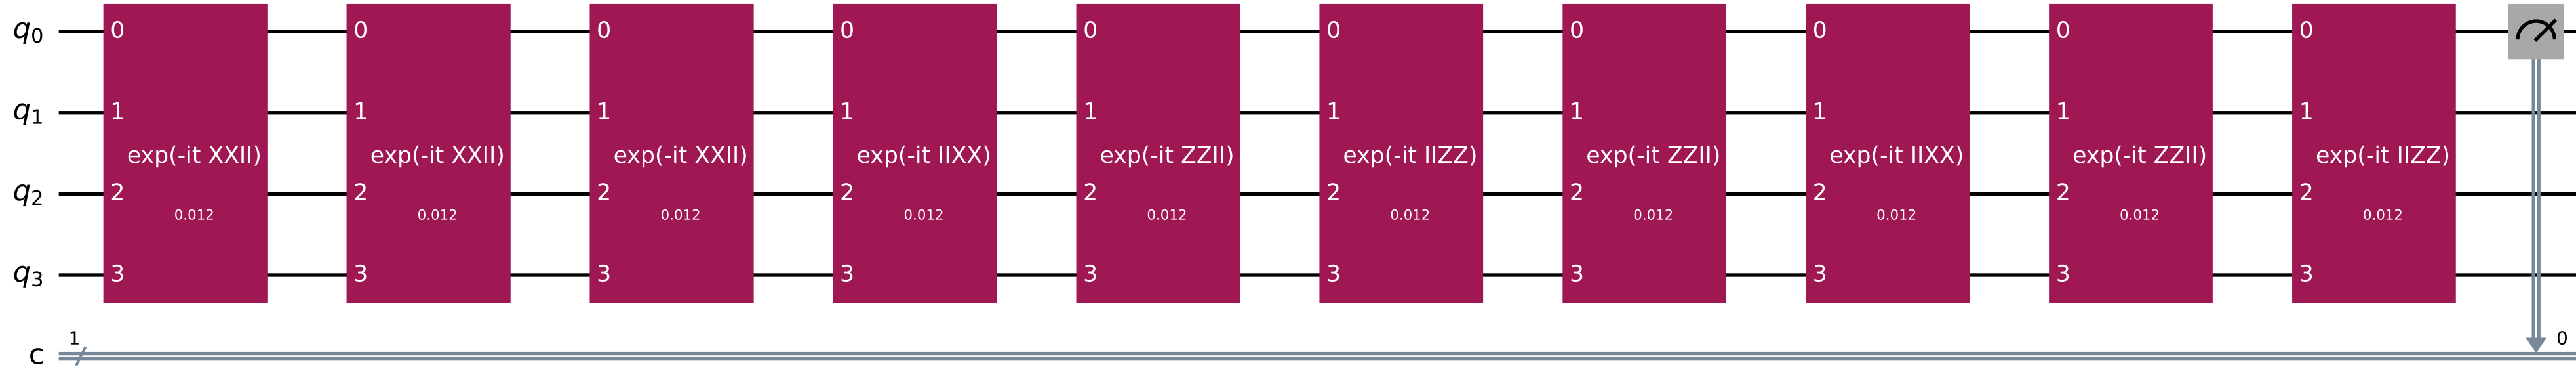 q0 0 0 0 0 0 0 0 0 0 0
q1 1 1 1 1 1 1 1 1 1 1
exp(-it XXII) exp(-it XXII) exp(-it XXII) exp(-it IIXX) exp(-it ZZII) exp(-it IIZZ) exp(-it ZZII) exp(-it IIXX) exp(-it ZZII) exp(-it IIZZ)
q2 2 2 2 2 2 2 2 2 2 2
0.012 0.012 0.012 0.012 0.012 0.012 0.012 0.012 0.012 0.012
q3 3 3 3 3 3 3 3 3 3 3
1 0
c